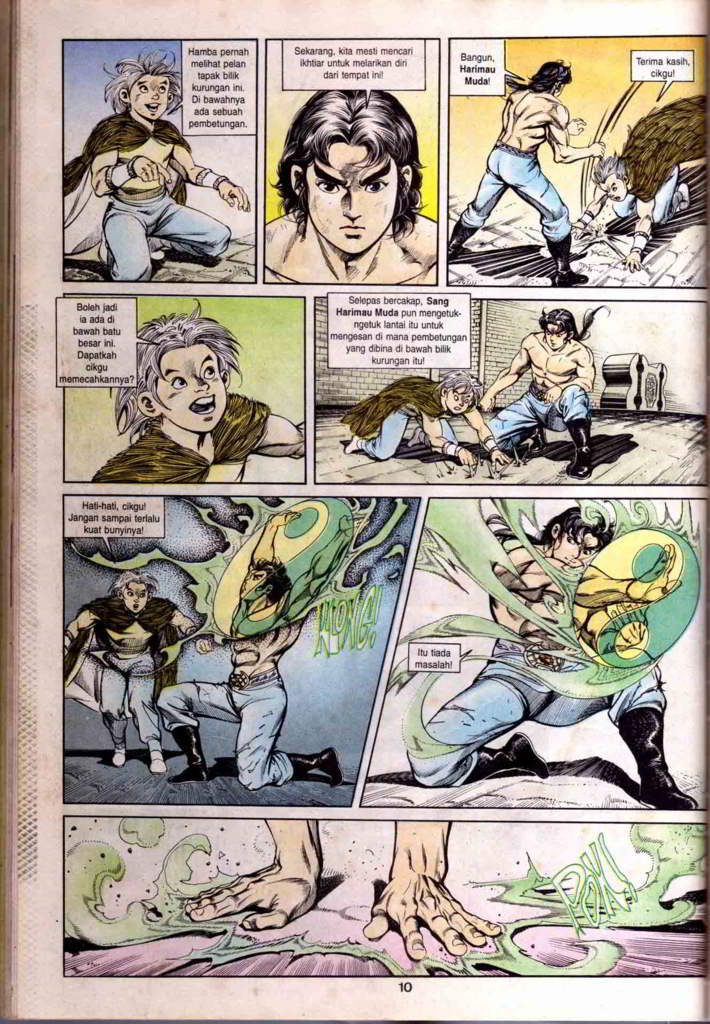 Hamba pernah
melihat pelan
tapak bilik
kurungan ini.
Di bawahnya
ada sebuah
pembetungan.
Sekarang, kita mesti mencari
ikhtiar untuk melarikan diri
dari tempat ini!
Bangun,
Harimau
Muda!
Terima kasih,
cikgu!
Boleh jadi
ia ada di
bawah batu
besar ini.
Dapatkah
cikgu
memecahkannya?
Selepas bercakap, Sang
Harimau Muda pun mengetuk-
ngetuk lantai itu untuk
mengesan di mana pembetungan
yang dibina di bawah bilik
kurungan itu!
Hati-hati, cikgu!
Jangan sampai terlalu
kuat bunyinya!
Itu tiada
masalah!
PON!
10